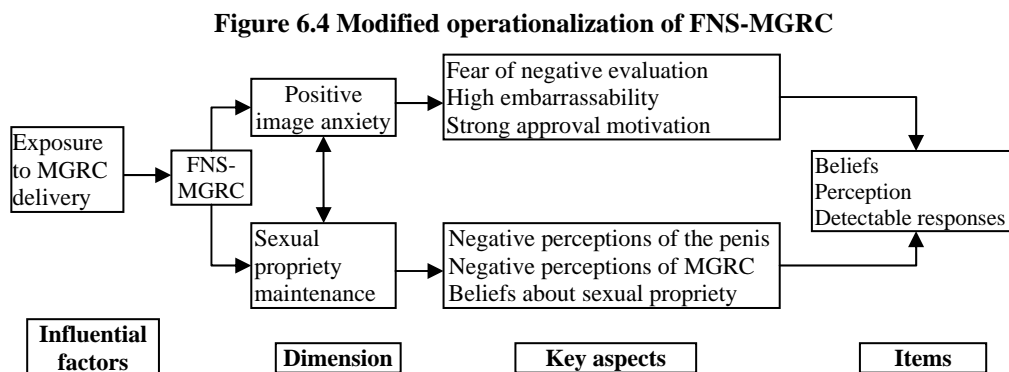 Figure 6.4 Modified operationalization of FNS-MGRC
Exposure
to MGRC
delivery
FNS-
MGRC
Positive
image anxiety
Fear of negative evaluation
High embarrassability
Strong approval motivation
Sexual
propriety
maintenance
Negative perceptions of the penis
Negative perceptions of MGRC
Beliefs about sexual propriety
Beliefs
Perception
Detectable responses
Influential
factors
Dimension
Key aspects
Items